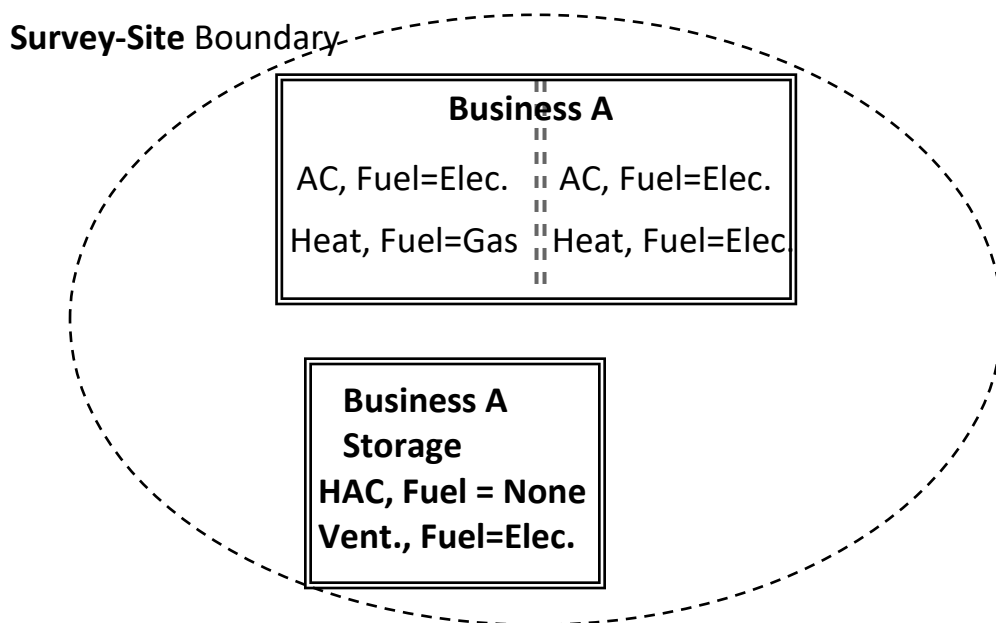 Survey-Site Boundary
Business A
AC, Fuel=Elec.
AC, Fuel=Elec.
Heat, Fuel=Gas
Heat, Fuel=Elec.
Business A
Storage
HAC, Fuel = None
Vent., Fuel=Elec.